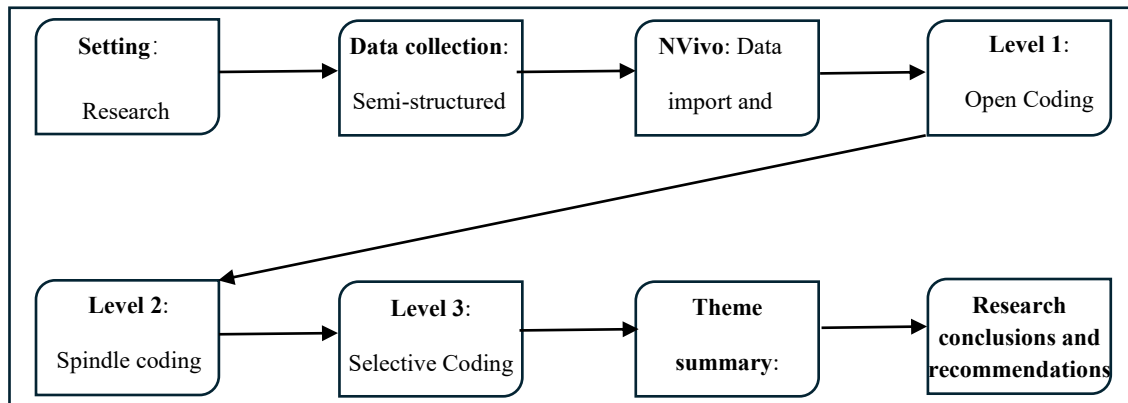 Setting:
Research
Data collection:
Semi-structured
NVivo: Data
import and
Level 1:
Open Coding
Level 2:
Spindle coding
Level 3:
Selective Coding
Theme
summary:
Research
conclusions and
recommendations